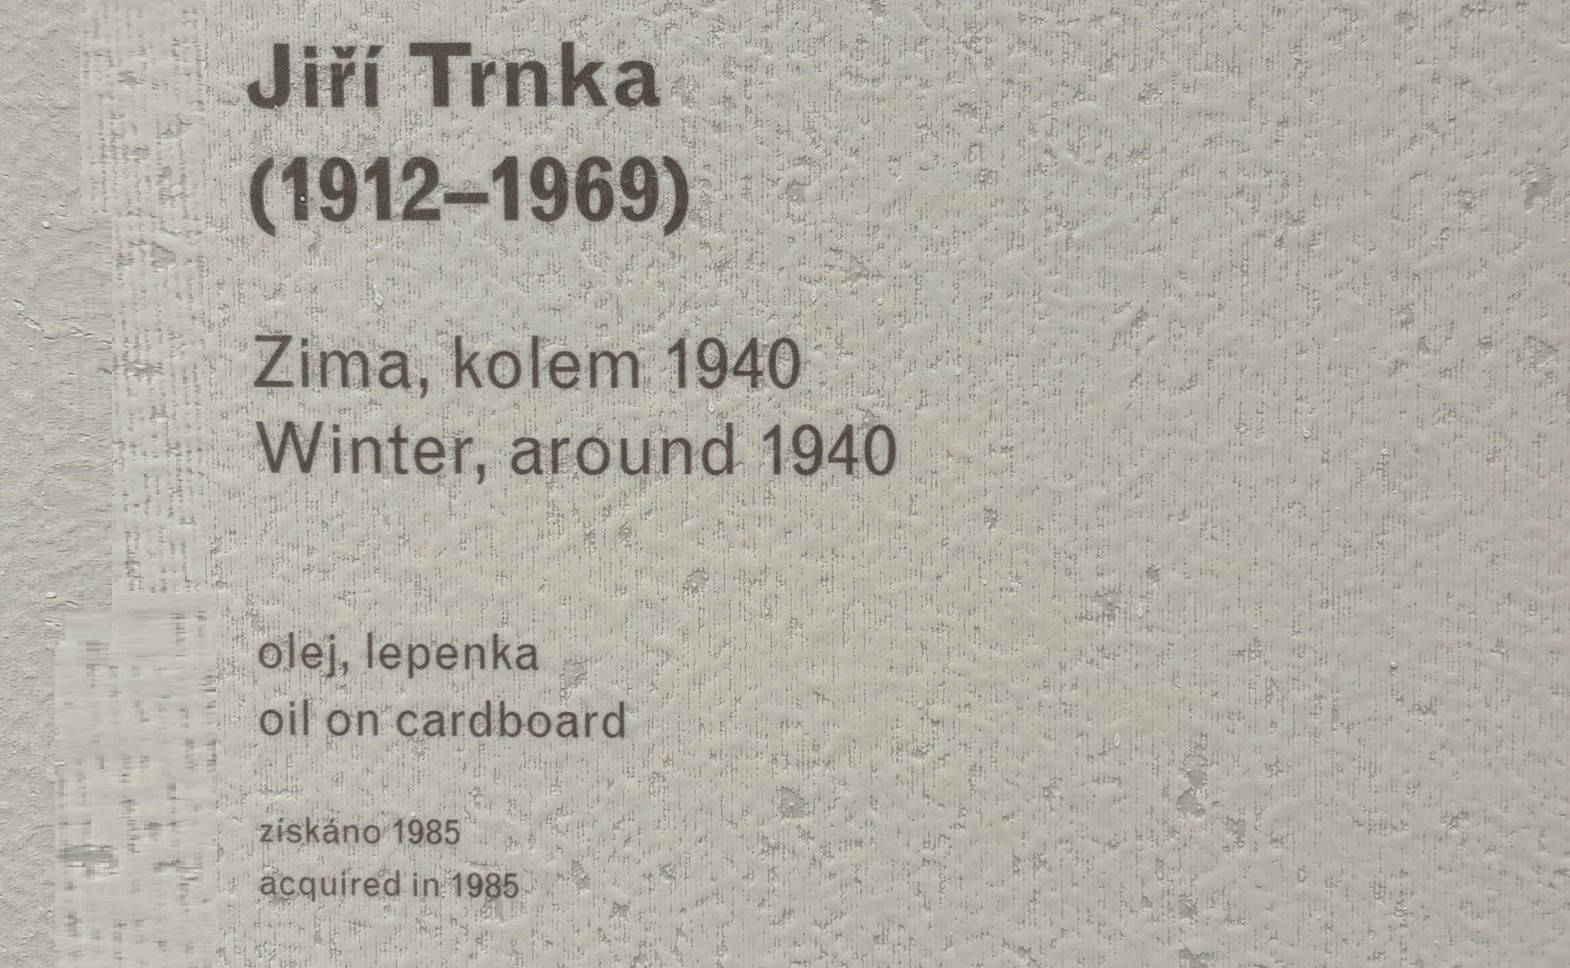 Jiří Trnka
(1912–1969)
Zima, kolem 1940
Winter, around 1940
olej, lepenka
oil on cardboard
získáno 1985
acquired in 1985